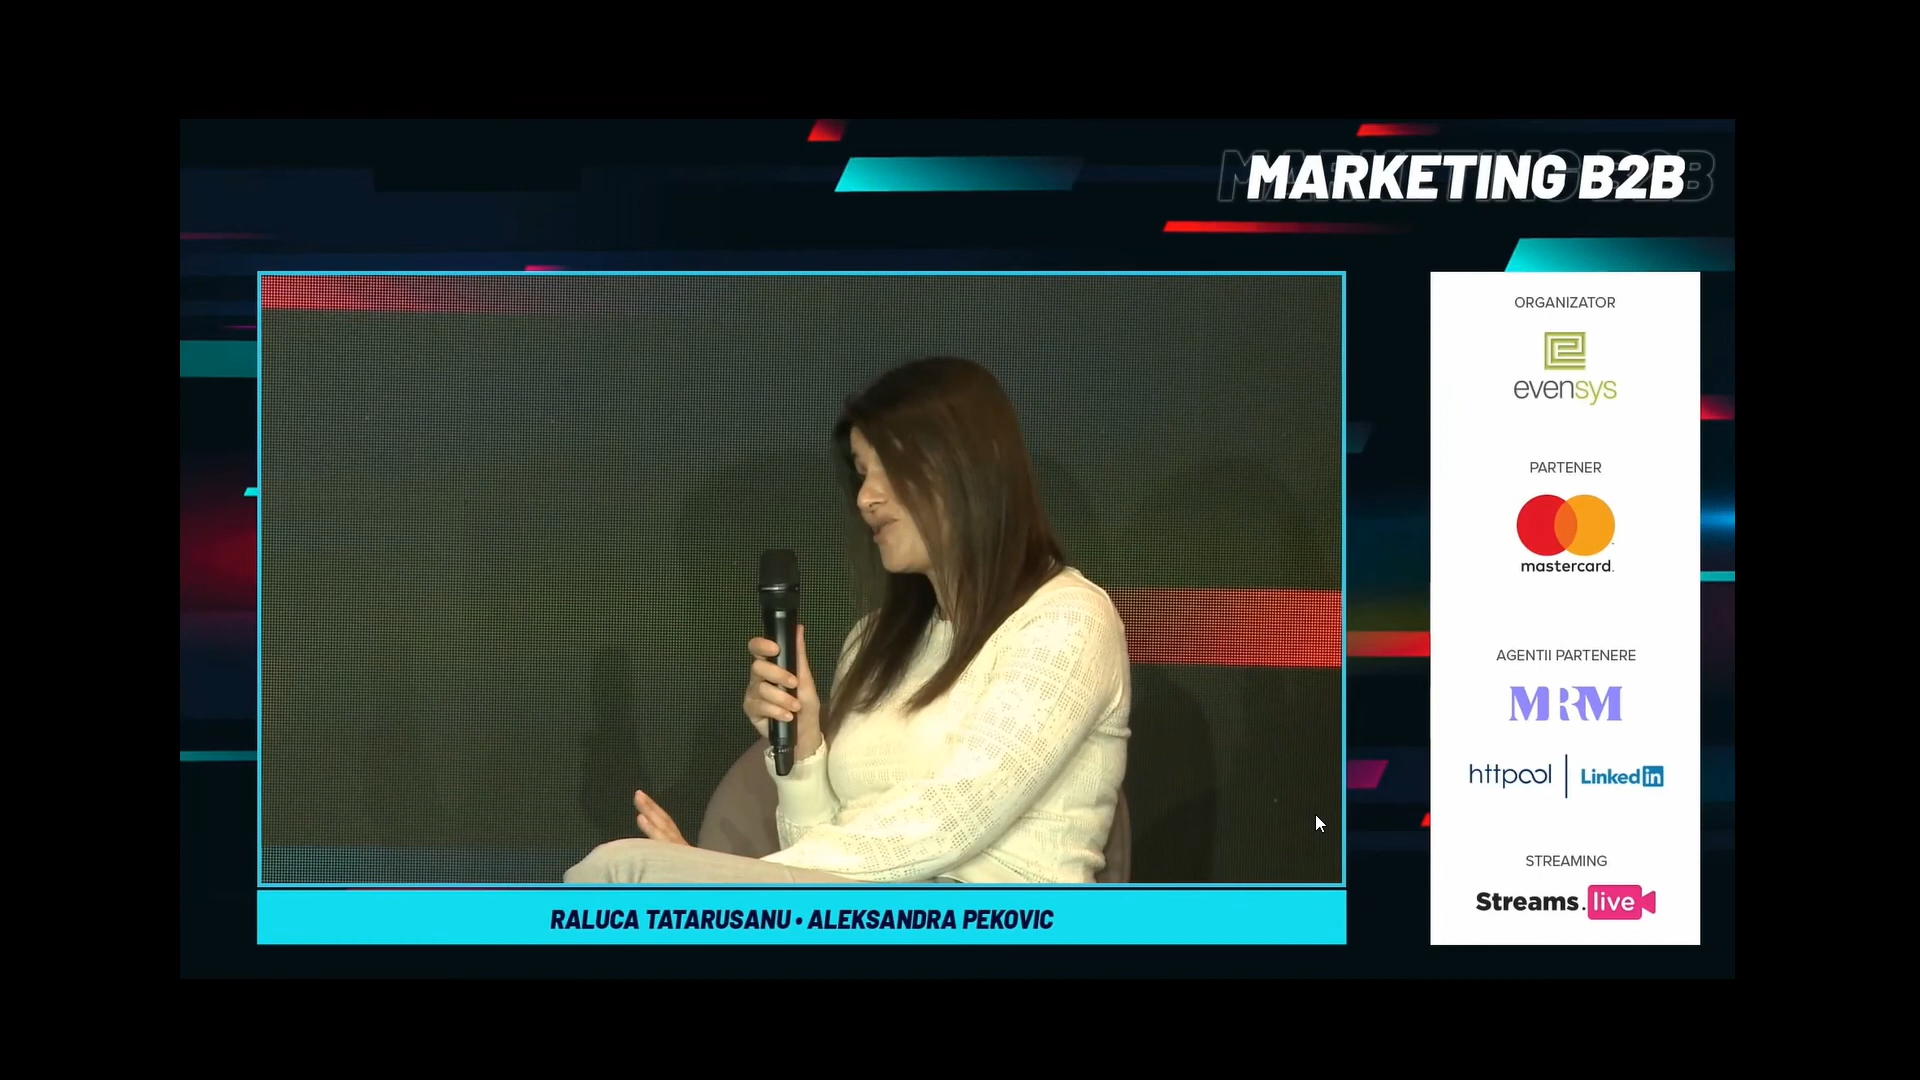 MARKETING B2B
ORGANIZATOR
evensys
PARTENER
mastercard.
AGENTII PARTENERE
MRM
httpool | Linkedin
STREAMING
Streams.live
RALUCA TATARUSANU • ALEKSANDRA PEKOVIC